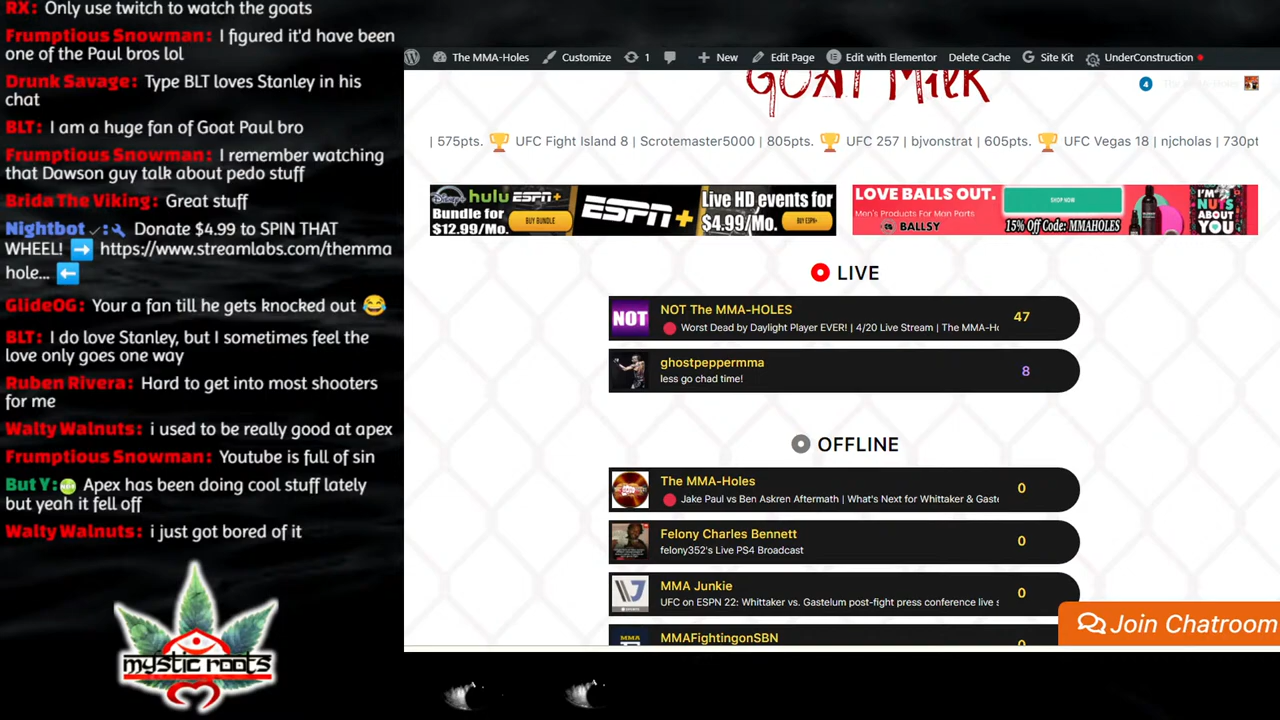 RX: Only use twitch to watch the goats
Frumptious Snowman: I figured it'd have been
one of the Paul bros lol
Drunk Savage: Type BLT loves Stanley in his
chat
BLT: I am a huge fan of Goat Paul bro
Frumptious Snowman: I remember watching
that Dawson guy talk about pedo stuff
Brida The Viking: Great stuff
Nightbot: Donate $4.99 to SPIN THAT
WHEEL! https://www.streamlabs.com/themma
hole...
GlideOG: Your a fan till he gets knocked out
BLT: I do love Stanley, but I sometimes feel the
love only goes one way
Ruben Rivera: Hard to get into most shooters
for me
Walty Walnuts: i used to be really good at apex
Frumptious Snowman: Youtube is full of sin
But Y: Apex has been doing cool stuff lately
but yeah it fell off
Walty Walnuts: i just got bored of it
mystic roots
The MMA-Holes Customize 1 New Edit Page Edit with Elementor Delete Cache Site Kit UnderConstruction
GOAT MiLK
4
| 575pts. UFC Fight Island 8 | Scrotemaster5000 | 805pts. UFC 257 | bjvonstrat | 605pts. UFC Vegas 18 | njcholas | 730pt
Disney+ hulu ESPN+
Bundle for
$12.99/Mo.
BUY BUNDLE
ESPN+
Live HD events for
$4.99/Mo.
BUY ESPN+
LOVE BALLS OUT.
Men's Products For Man Parts
BALLSY
SHOP NOW
15% Off Code: MMAHOLES
I'M
NUTS
ABOUT
YOU
LIVE
NOT
NOT The MMA-HOLES
47
Worst Dead by Daylight Player EVER! | 4/20 Live Stream | The MMA-Ho
ghostpeppermma
8
less go chad time!
OFFLINE
The MMA-Holes
0
Jake Paul vs Ben Askren Aftermath | What's Next for Whittaker & Gaste
Felony Charles Bennett
0
felony352's Live PS4 Broadcast
MMA Junkie
0
UFC on ESPN 22: Whittaker vs. Gastelum post-fight press conference live s
MMA
MMAFightingonSBN
0
Join Chatroom